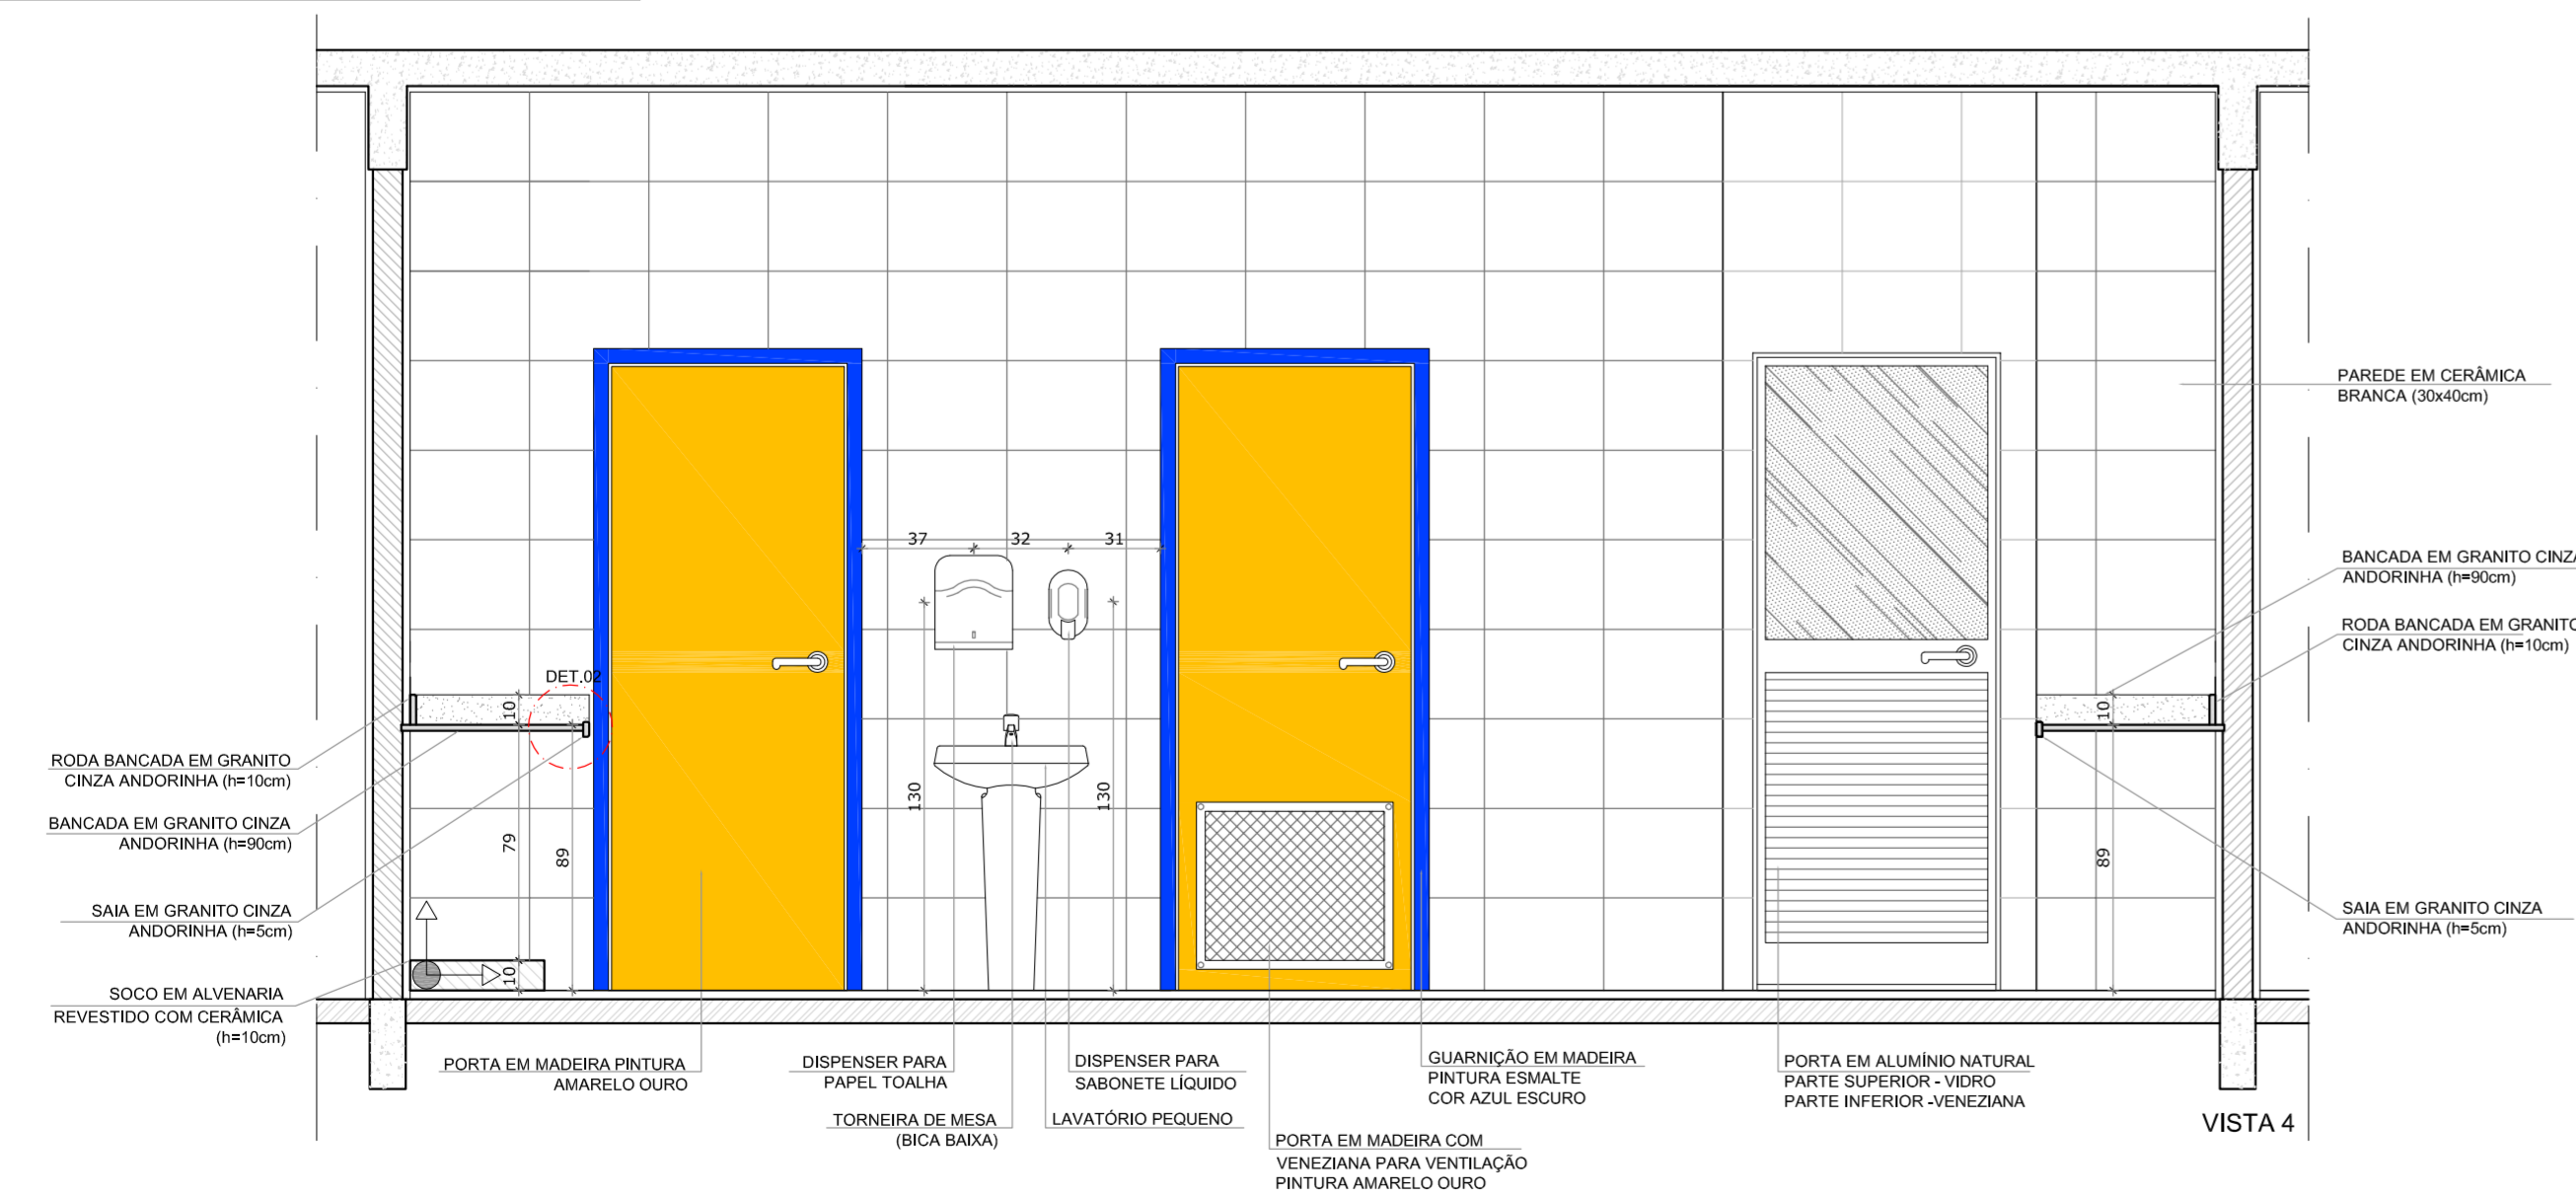 PAREDE EM CERÂMICA
BRANCA (30x40cm)
37
32
31
BANCADA EM GRANITO CINZA
ANDORINHA (h=90cm)
RODA BANCADA EM GRANITO
CINZA ANDORINHA (h=10cm)
DET.02
10
10
RODA BANCADA EM GRANITO
CINZA ANDORINHA (h=10cm)
130
130
BANCADA EM GRANITO CINZA
ANDORINHA (h=90cm)
79
89
89
SAIA EM GRANITO CINZA
ANDORINHA (h=5cm)
SAIA EM GRANITO CINZA
ANDORINHA (h=5cm)
10
SOCO EM ALVENARIA
REVESTIDO COM CERÂMICA
(h=10cm)
PORTA EM MADEIRA PINTURA
AMARELO OURO
DISPENSER PARA
PAPEL TOALHA
DISPENSER PARA
SABONETE LÍQUIDO
GUARNIÇÃO EM MADEIRA
PINTURA ESMALTE
COR AZUL ESCURO
PORTA EM ALUMÍNIO NATURAL
PARTE SUPERIOR - VIDRO
PARTE INFERIOR -VENEZIANA
TORNEIRA DE MESA
(BICA BAIXA)
LAVATÓRIO PEQUENO
VISTA 4
PORTA EM MADEIRA COM
VENEZIANA PARA VENTILAÇÃO
PINTURA AMARELO OURO